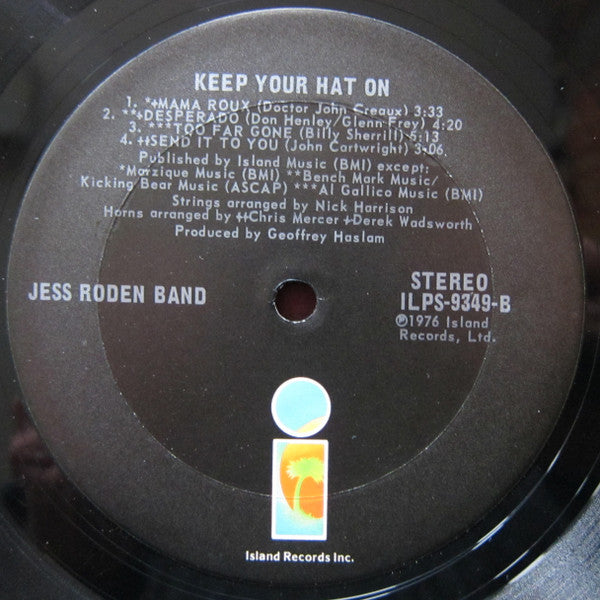 KEEP YOUR HAT ON
1. *‡MAMA ROUX (Doctor John Creaux) 3:33
2. **‡DESPERADO (Don Henley/Glenn Frey) 4:20
3. ***TOO FAR GONE (Billy Sherrill) 6:13
4. ‡‡SEND IT TO YOU (John Cartwright) 3:06
Published by Island Music (BMI) except:
*Marzique Music (BMI) **Bench Mark Music/
Kicking Bear Music (ASCAP) ***Al Gallico Music (BMI)
Strings arranged by Nick Harrison
Horns arranged by ‡‡Chris Mercer ‡Derek Wadsworth
Produced by Geoffrey Haslam
JESS RODEN BAND
STEREO
ILPS-9349-B
℗1976 Island
Records, Ltd.
i
Island Records Inc.